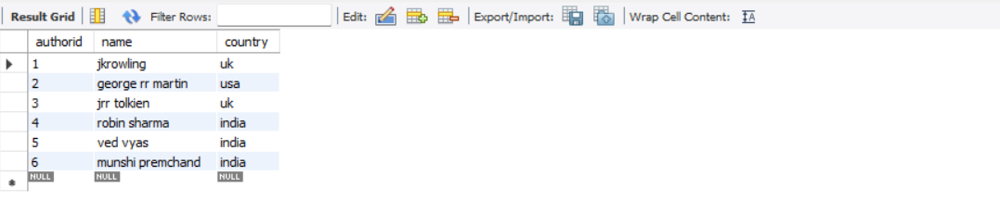 Result Grid Filter Rows: Edit: Export/Import: Wrap Cell Content: IA
authorid name country
1 jkrowling uk
2 george rr martin usa
3 jrr tolkien uk
4 robin sharma india
5 ved vyas india
6 munshi premchand india
NULL NULL NULL